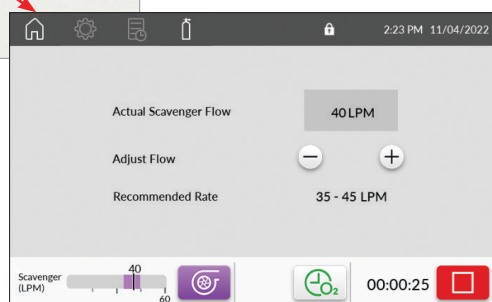 2:23 PM 11/04/2022
Actual Scavenger Flow 40 LPM
Adjust Flow − +
Recommended Rate 35 - 45 LPM
Scavenger
(LPM)
40
60
O₂
00:00:25